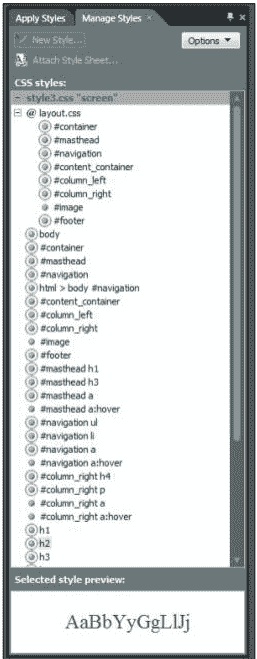 Apply Styles Manage Styles ×
New Style... Options
Attach Style Sheet...
CSS styles:
style3.css "screen"
@ layout.css
#container
#masthead
#navigation
#content_container
#column_left
#column_right
#image
#footer
body
#container
#masthead
#navigation
html > body #navigation
#content_container
#column_left
#column_right
#image
#footer
#masthead h1
#masthead h3
#masthead a
#masthead a:hover
#navigation ul
#navigation li
#navigation a
#navigation a:hover
#column_right h4
#column_right p
#column_right a
#column_right a:hover
h1
h2
h3
Selected style preview:
AaBbYyGgLlJj